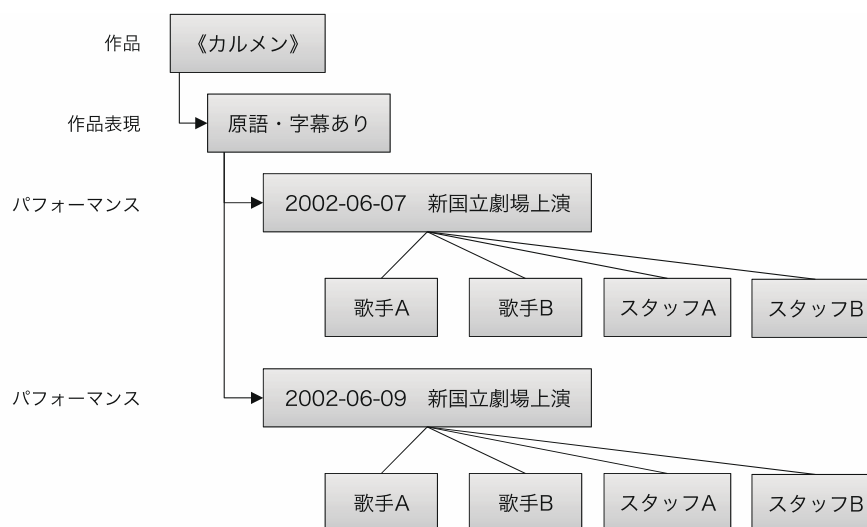 作品
《カルメン》
作品表現
原語・字幕あり
パフォーマンス
2002-06-07　新国立劇場上演
歌手A
歌手B
スタッフA
スタッフB
パフォーマンス
2002-06-09　新国立劇場上演
歌手A
歌手B
スタッフA
スタッフB